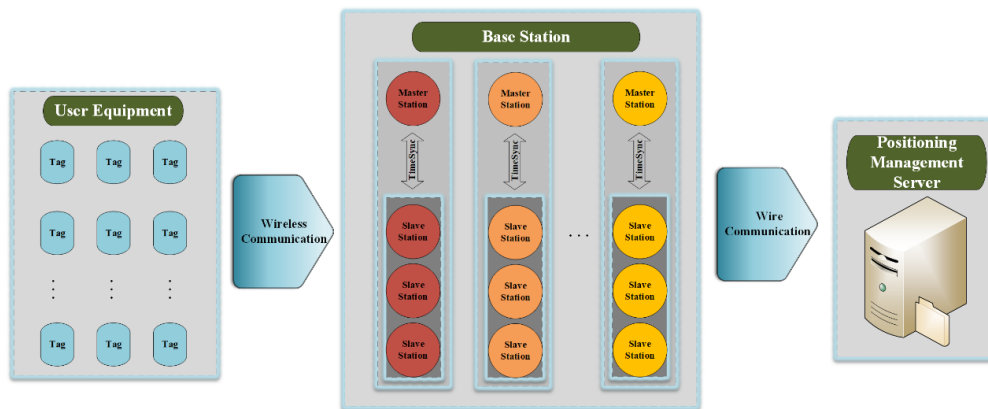 User Equipment
Tag Tag Tag
Tag Tag Tag
. . .
. . .
. . .
Tag Tag Tag
Wireless
Communication
Base Station
Master
Station
TimeSync
Slave
Station
Slave
Station
Slave
Station
Master
Station
TimeSync
Slave
Station
Slave
Station
Slave
Station
. . .
Master
Station
TimeSync
Slave
Station
Slave
Station
Slave
Station
Wire
Communication
Positioning
Management
Server